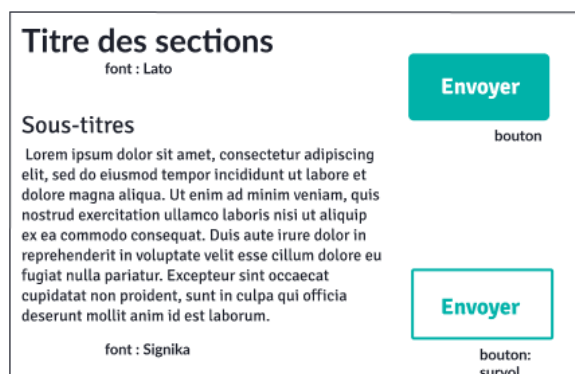 Titre des sections
font : Lato
Envoyer
bouton
Sous-titres
Lorem ipsum dolor sit amet, consectetur adipiscing
elit, sed do eiusmod tempor incididunt ut labore et
dolore magna aliqua. Ut enim ad minim veniam, quis
nostrud exercitation ullamco laboris nisi ut aliquip
ex ea commodo consequat. Duis aute irure dolor in
reprehenderit in voluptate velit esse cillum dolore eu
fugiat nulla pariatur. Excepteur sint occaecat
cupidatat non proident, sunt in culpa qui officia
deserunt mollit anim id est laborum.
font : Signika
Envoyer
bouton:
survol